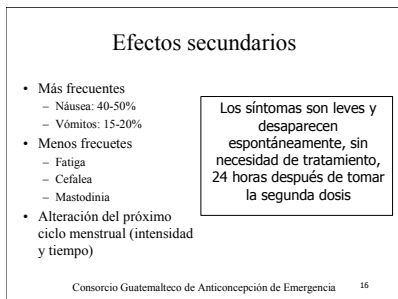 Efectos secundarios
• Más frecuentes
– Náusea: 40-50%
– Vómitos: 15-20%
• Menos frecuetes
– Fatiga
– Cefalea
– Mastodinia
• Alteración del próximo
ciclo menstrual (intensidad
y tiempo)
Los síntomas son leves y
desaparecen
espontáneamente, sin
necesidad de tratamiento,
24 horas después de tomar
la segunda dosis
Consorcio Guatemalteco de Anticoncepción de Emergencia 16